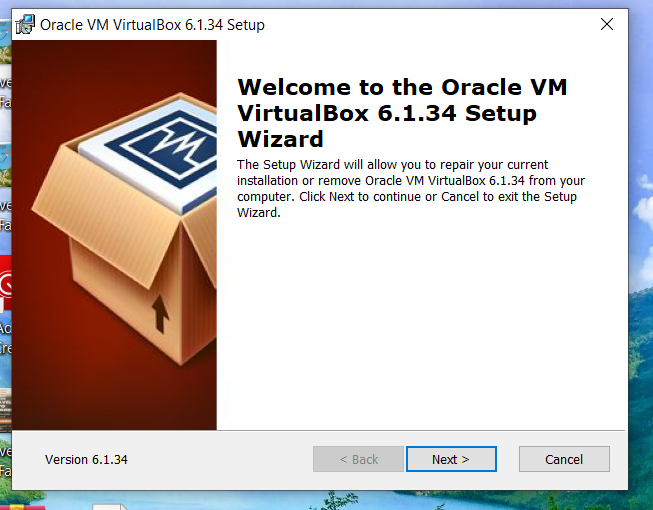 Oracle VM VirtualBox 6.1.34 Setup
Welcome to the Oracle VM
VirtualBox 6.1.34 Setup
Wizard
The Setup Wizard will allow you to repair your current
installation or remove Oracle VM VirtualBox 6.1.34 from your
computer. Click Next to continue or Cancel to exit the Setup
Wizard.
Version 6.1.34
< Back
Next >
Cancel